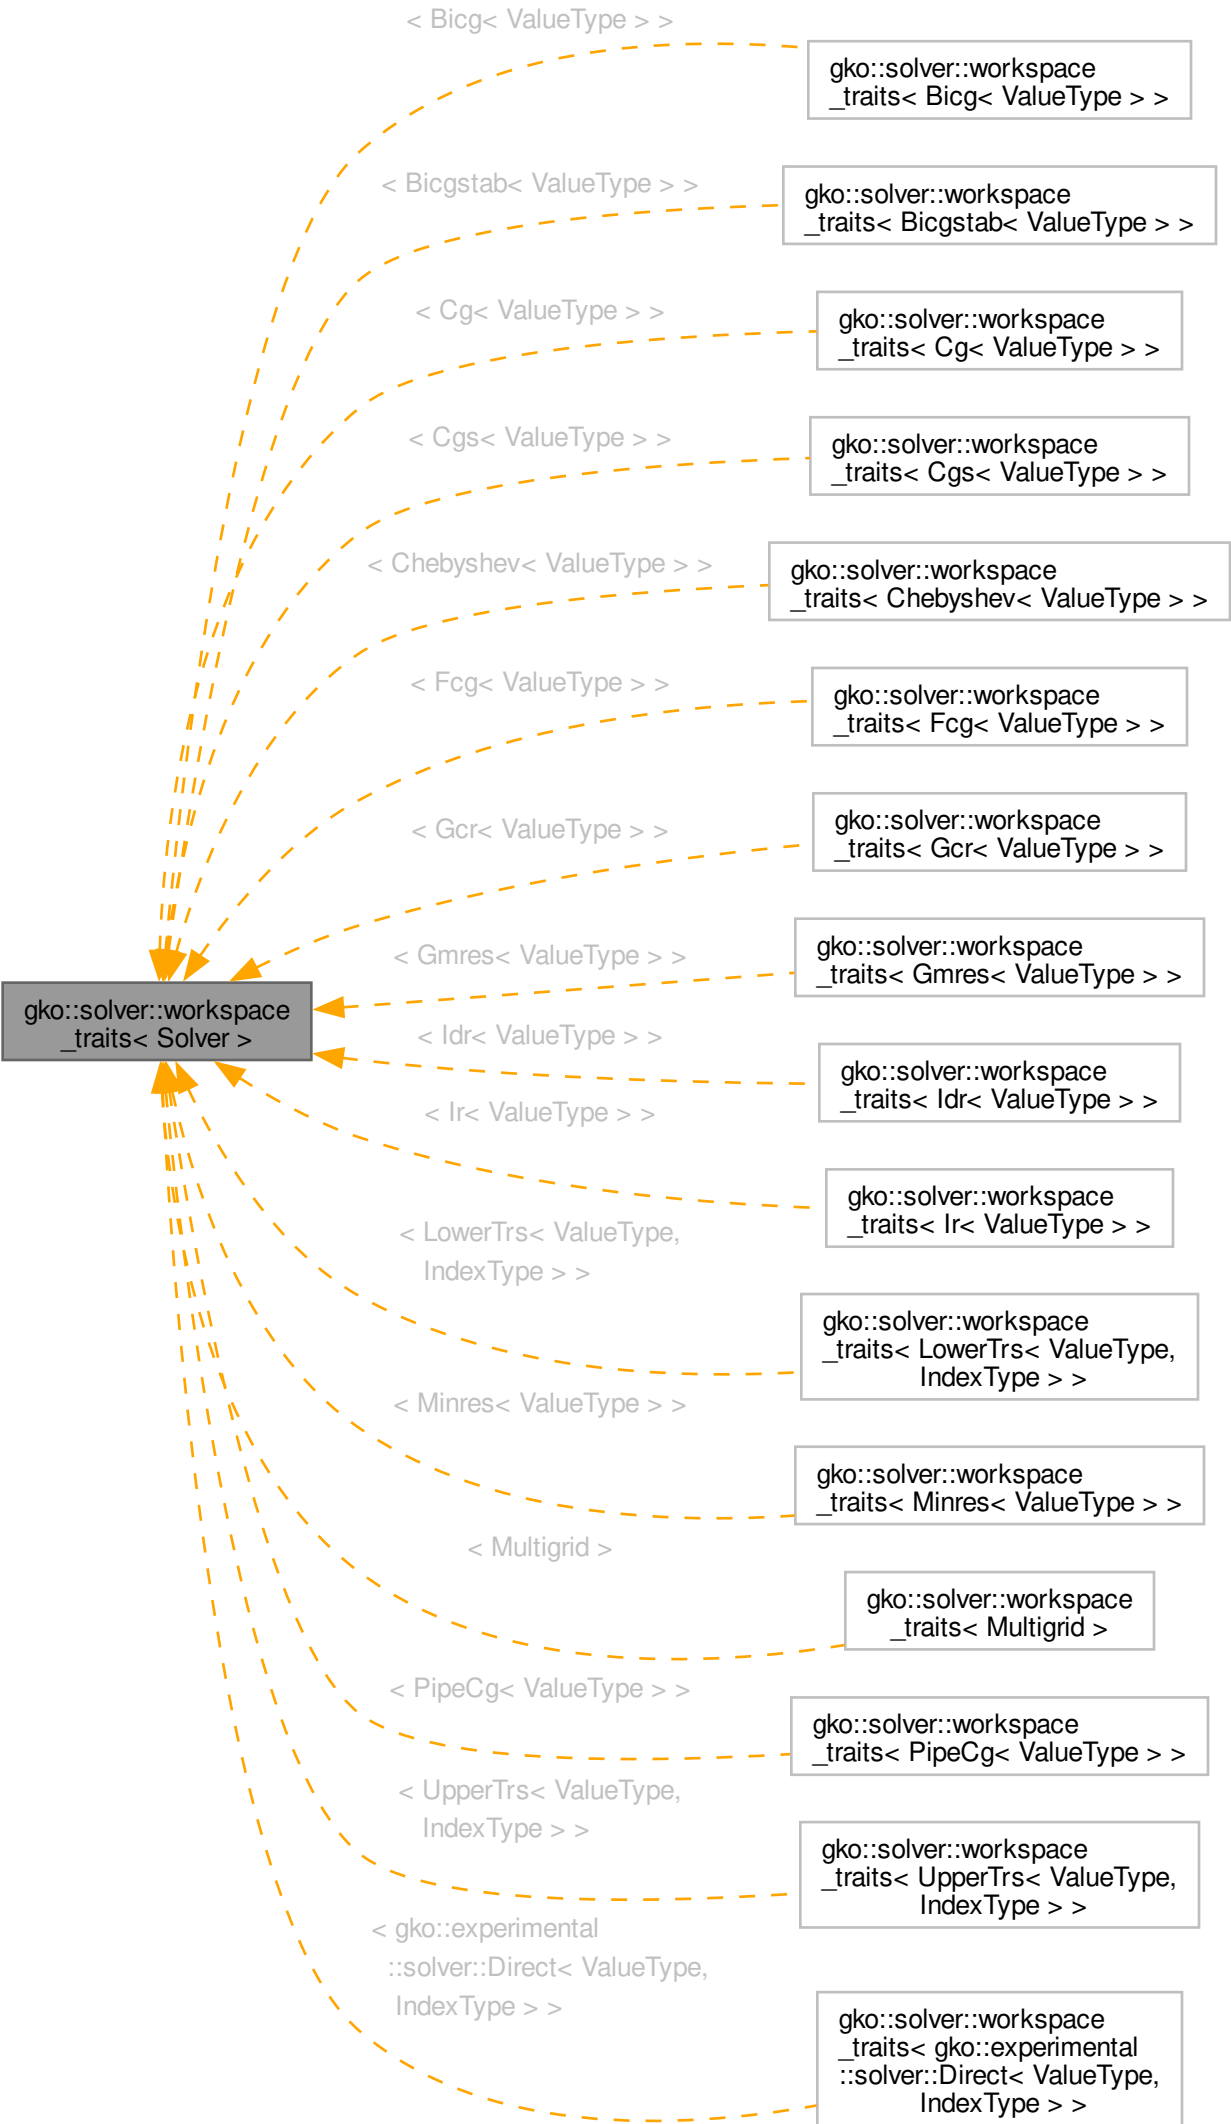 < Bicg< ValueType > >
gko::solver::workspace
_traits< Bicg< ValueType > >
< Bicgstab< ValueType > >
gko::solver::workspace
_traits< Bicgstab< ValueType > >
< Cg< ValueType > >
gko::solver::workspace
_traits< Cg< ValueType > >
< Cgs< ValueType > >
gko::solver::workspace
_traits< Cgs< ValueType > >
< Chebyshev< ValueType > >
gko::solver::workspace
_traits< Chebyshev< ValueType > >
< Fcg< ValueType > >
gko::solver::workspace
_traits< Fcg< ValueType > >
< Gcr< ValueType > >
gko::solver::workspace
_traits< Gcr< ValueType > >
< Gmres< ValueType > >
gko::solver::workspace
_traits< Gmres< ValueType > >
gko::solver::workspace
_traits< Solver >
< Idr< ValueType > >
gko::solver::workspace
_traits< Idr< ValueType > >
< Ir< ValueType > >
gko::solver::workspace
_traits< Ir< ValueType > >
< LowerTrs< ValueType,
IndexType > >
gko::solver::workspace
_traits< LowerTrs< ValueType,
IndexType > >
< Minres< ValueType > >
gko::solver::workspace
_traits< Minres< ValueType > >
< Multigrid >
gko::solver::workspace
_traits< Multigrid >
< PipeCg< ValueType > >
gko::solver::workspace
_traits< PipeCg< ValueType > >
< UpperTrs< ValueType,
IndexType > >
gko::solver::workspace
_traits< UpperTrs< ValueType,
IndexType > >
< gko::experimental
::solver::Direct< ValueType,
IndexType > >
gko::solver::workspace
_traits< gko::experimental
::solver::Direct< ValueType,
IndexType > >